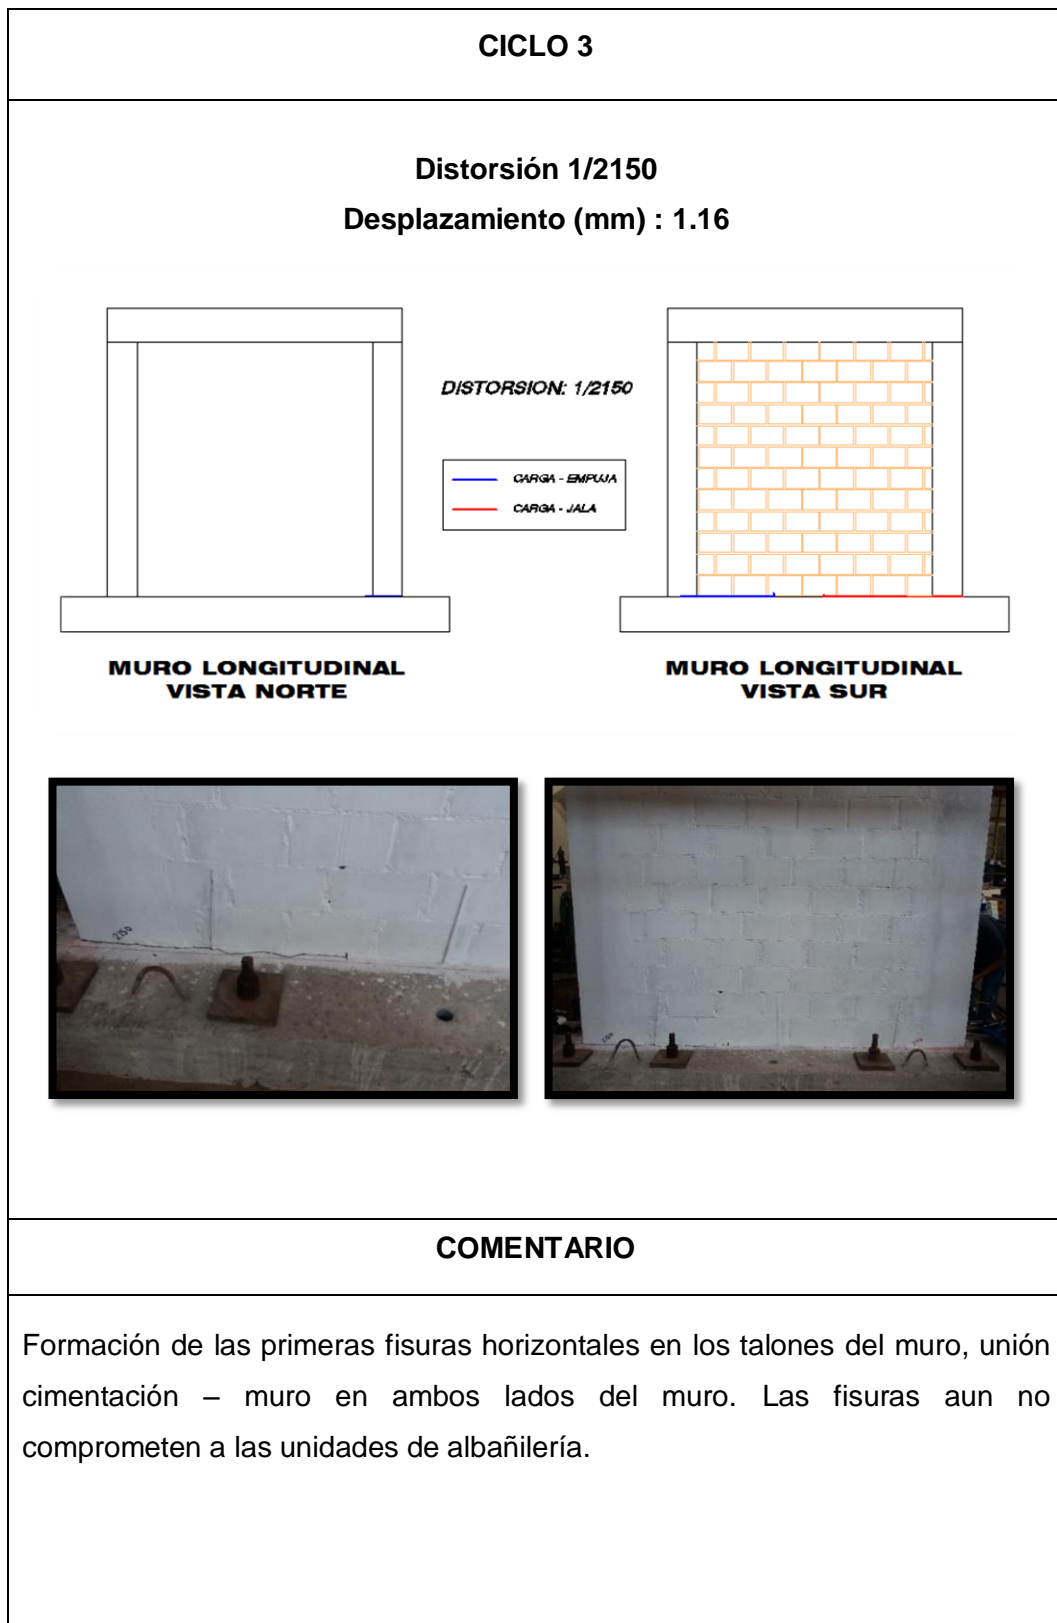 CICLO 3
Distorsión 1/2150
Desplazamiento (mm) : 1.16
DISTORSION: 1/2150
CARGA - EMPUJA
CARGA - JALA
MURO LONGITUDINAL
VISTA NORTE
MURO LONGITUDINAL
VISTA SUR
2150
COMENTARIO
Formación de las primeras fisuras horizontales en los talones del muro, unión
cimentación – muro en ambos lados del muro. Las fisuras aun no
comprometen a las unidades de albañilería.